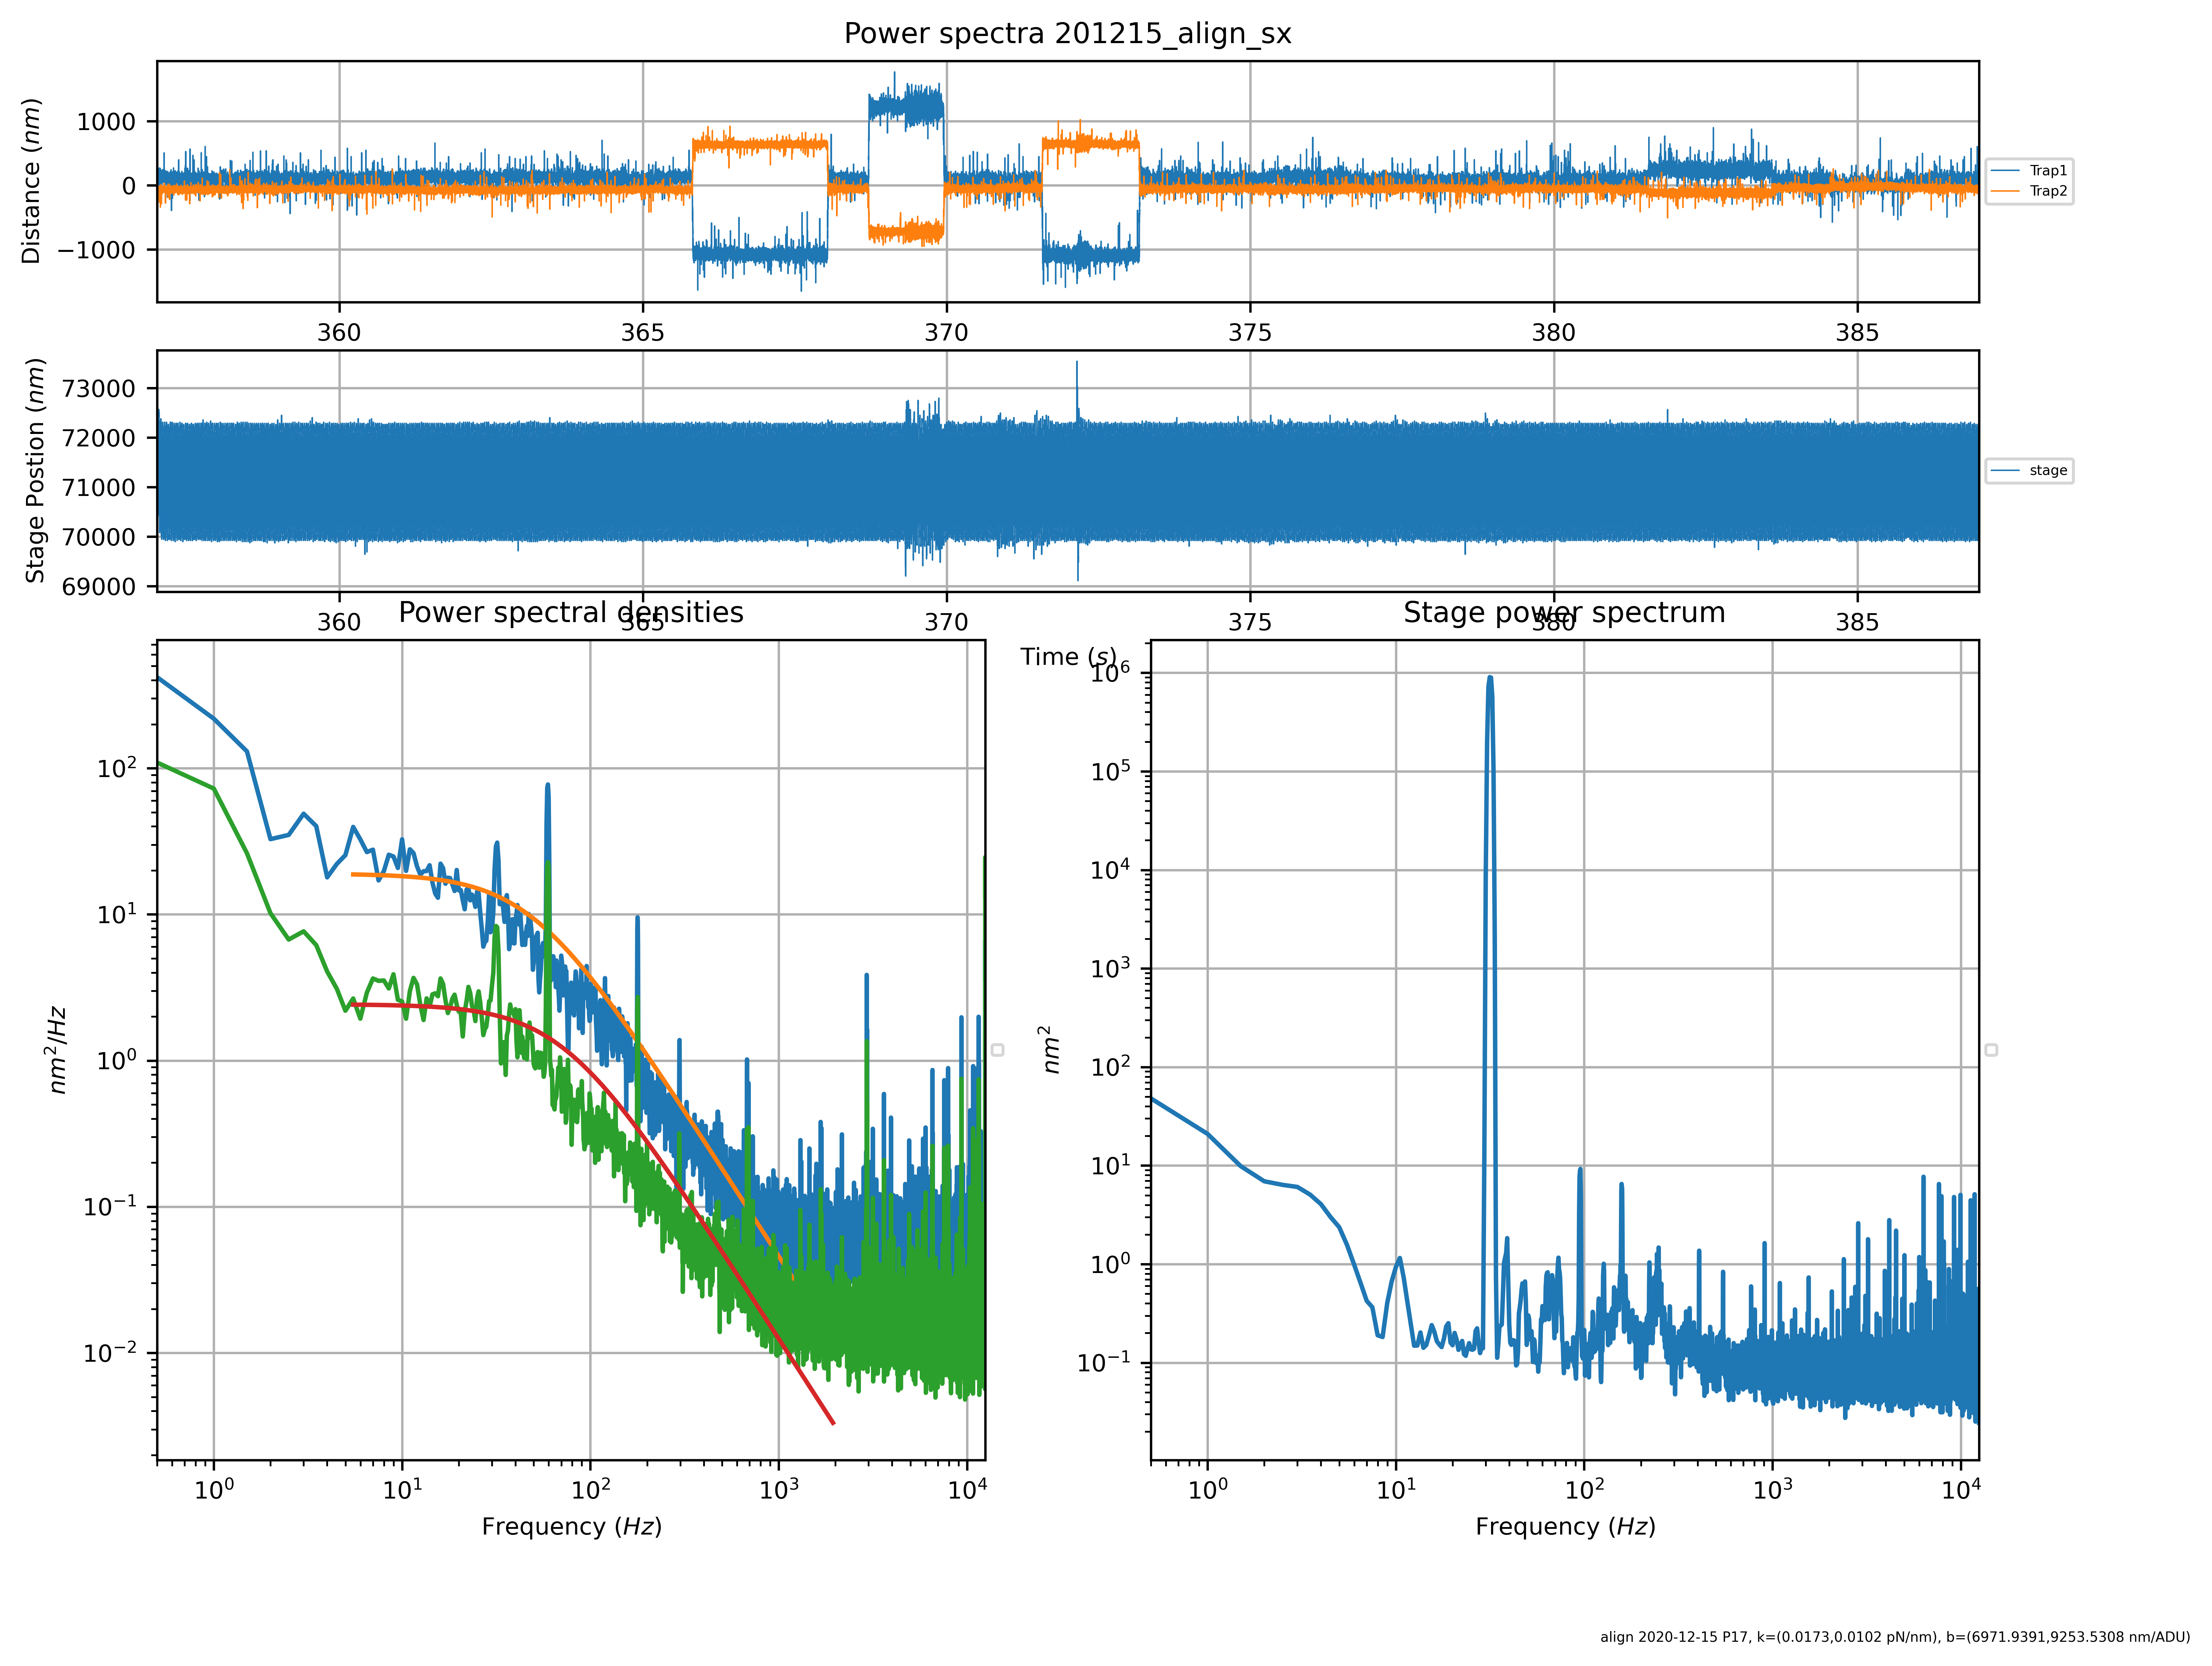 Power spectra 201215_align_sx
Distance (nm)
1000
0
−1000
360 365 370 375 380 385
Trap1
Trap2
Stage Postion (nm)
73000
72000
71000
70000
69000
360 365 370 375 380 385
stage
Time (s)
Power spectral densities
nm²/Hz
10²
10¹
10⁰
10⁻¹
10⁻²
10⁰ 10¹ 10² 10³ 10⁴
Frequency (Hz)
Stage power spectrum
nm²
10⁶
10⁵
10⁴
10³
10²
10¹
10⁰
10⁻¹
10⁰ 10¹ 10² 10³ 10⁴
Frequency (Hz)
align 2020-12-15 P17, k=(0.0173,0.0102 pN/nm), b=(6971.9391,9253.5308 nm/ADU)